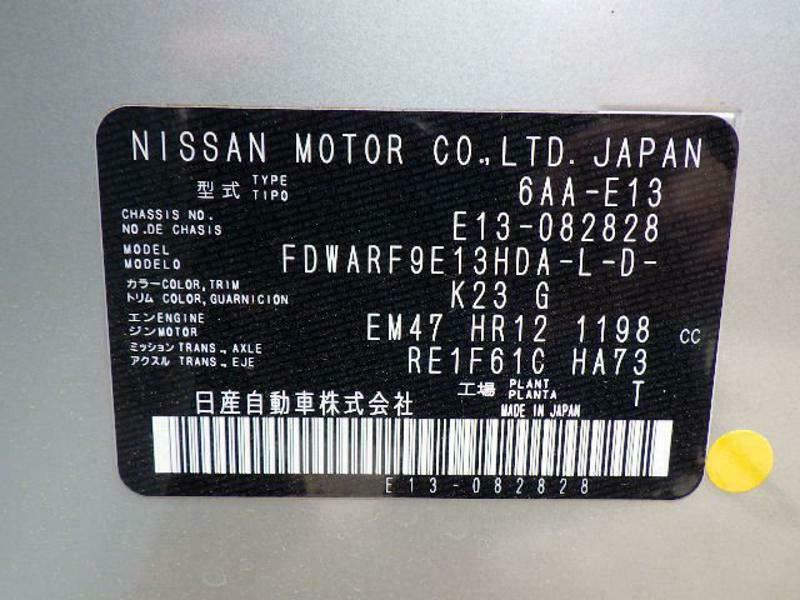 NISSAN MOTOR CO.,LTD. JAPAN
型式 TYPE TIPO 6AA-E13
CHASSIS NO. NO.DE CHASIS E13-082828
MODEL MODELO FDWARF9E13HDA-L-D-
カラー COLOR,TRIM トリム COLOR,GUARNICION K23 G
エンジン ENGINE MOTOR EM47 HR12 1198 CC
ミッション TRANS., AXLE アクスル TRANS., EJE RE1F61C HA73
工場 PLANT PLANTA T
日産自動車株式会社 MADE IN JAPAN
E13-082828